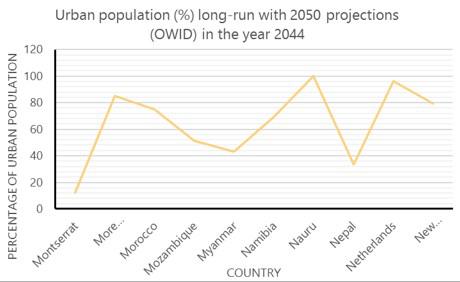 Urban population (%) long-run with 2050 projections
(OWID) in the year 2044
PERCENTAGE OF URBAN POPULATION
120
100
80
60
40
20
0
Montserrat
More...
Morocco
Mozambique
Myanmar
Namibia
Nauru
Nepal
Netherlands
New...
COUNTRY